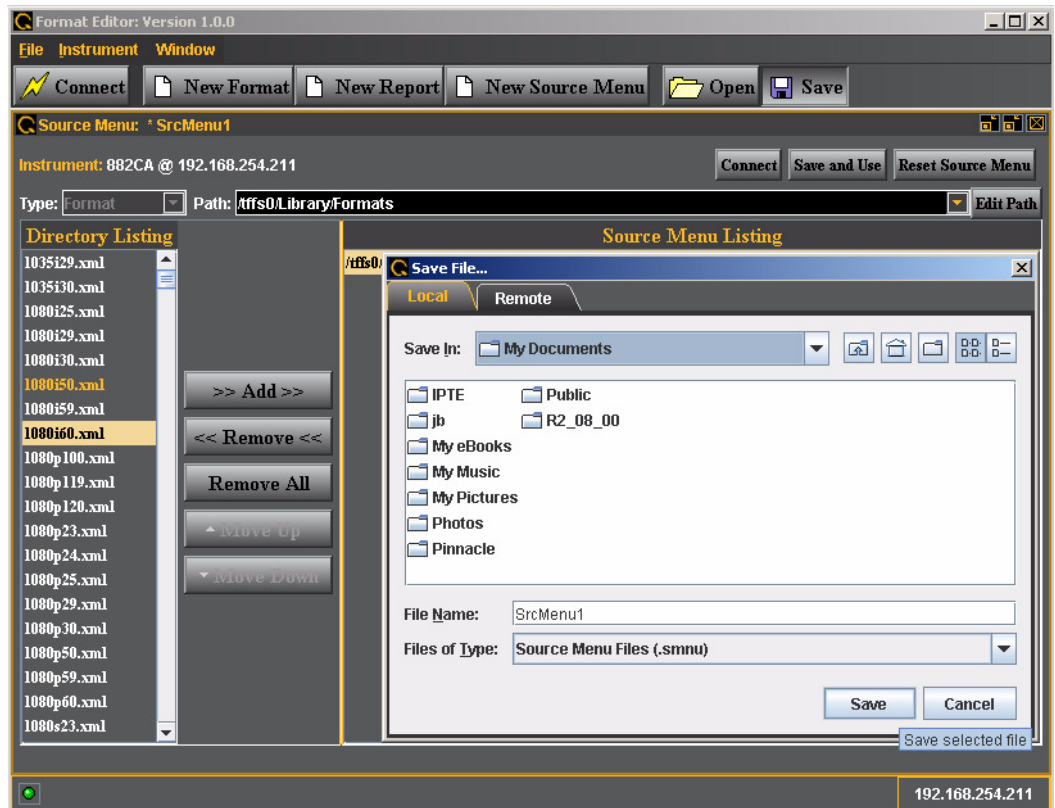 Format Editor: Version 1.0.0
File Instrument Window
Connect New Format New Report New Source Menu Open Save
Source Menu: * SrcMenu1
Instrument: 882CA @ 192.168.254.211
Connect Save and Use Reset Source Menu
Type: Format Path: /tffs0/Library/Formats Edit Path
Directory Listing
1035i29.xml
1035i30.xml
1080i25.xml
1080i29.xml
1080i30.xml
1080i50.xml
1080i59.xml
1080i60.xml
1080p100.xml
1080p119.xml
1080p120.xml
1080p23.xml
1080p24.xml
1080p25.xml
1080p29.xml
1080p30.xml
1080p50.xml
1080p59.xml
1080p60.xml
1080s23.xml
>> Add >>
<< Remove <<
Remove All
Move Up
Move Down
Source Menu Listing
/tffs0/
Save File...
Local Remote
Save In: My Documents
IPTE
jb
My eBooks
My Music
My Pictures
Photos
Pinnacle
Public
R2_08_00
File Name: SrcMenu1
Files of Type: Source Menu Files (.smnu)
Save Cancel
Save selected file
192.168.254.211